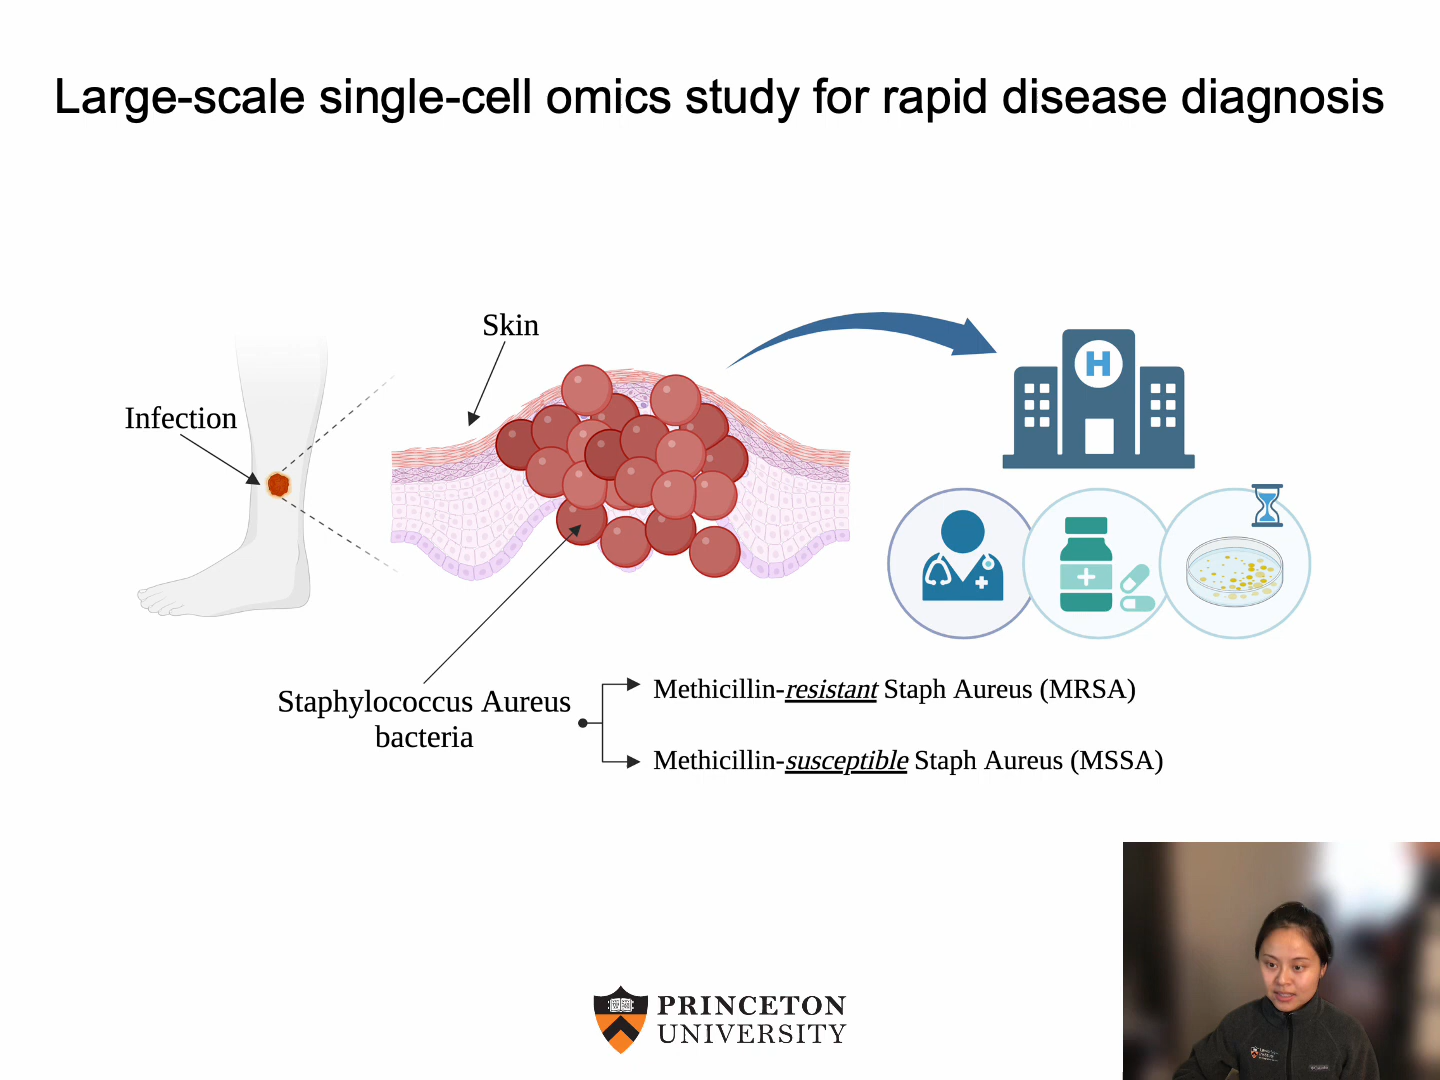 Large-scale single-cell omics study for rapid disease diagnosis
Skin
Infection
H
Staphylococcus Aureus
bacteria
Methicillin-resistant Staph Aureus (MRSA)
Methicillin-susceptible Staph Aureus (MSSA)
PRINCETON
UNIVERSITY